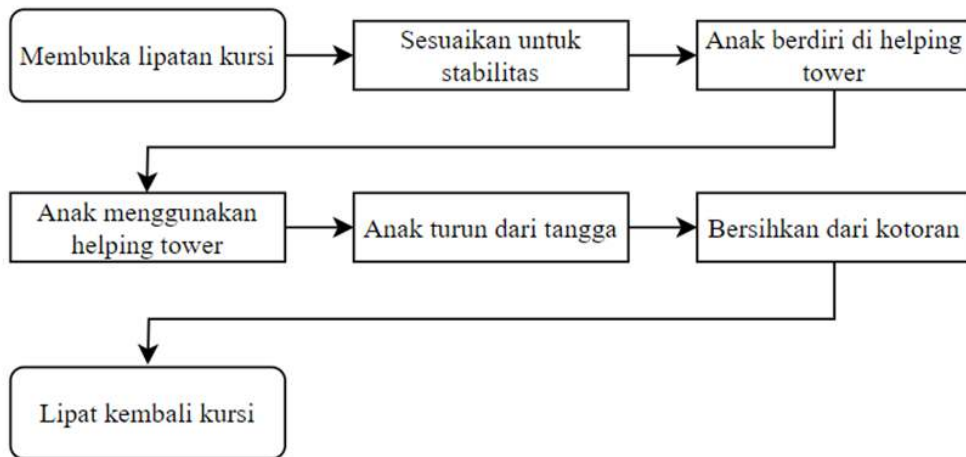 Membuka lipatan kursi
Sesuaikan untuk
stabilitas
Anak berdiri di helping
tower
Anak menggunakan
helping tower
Anak turun dari tangga
Bersihkan dari kotoran
Lipat kembali kursi